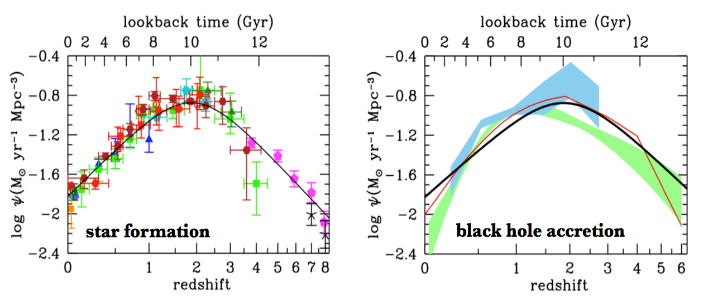 lookback time (Gyr)
0 2 4 6 8 10 12
−0.4
−0.8
−1.2
−1.6
−2
−2.4
log ψ(M⊙ yr⁻¹ Mpc⁻³)
star formation
0 1 2 3 4 5 6 7 8
redshift
lookback time (Gyr)
0 2 4 6 8 10 12
−0.4
−0.8
−1.2
−1.6
−2
−2.4
log ψ(M⊙ yr⁻¹ Mpc⁻³)
black hole accretion
0 1 2 3 4 5 6
redshift